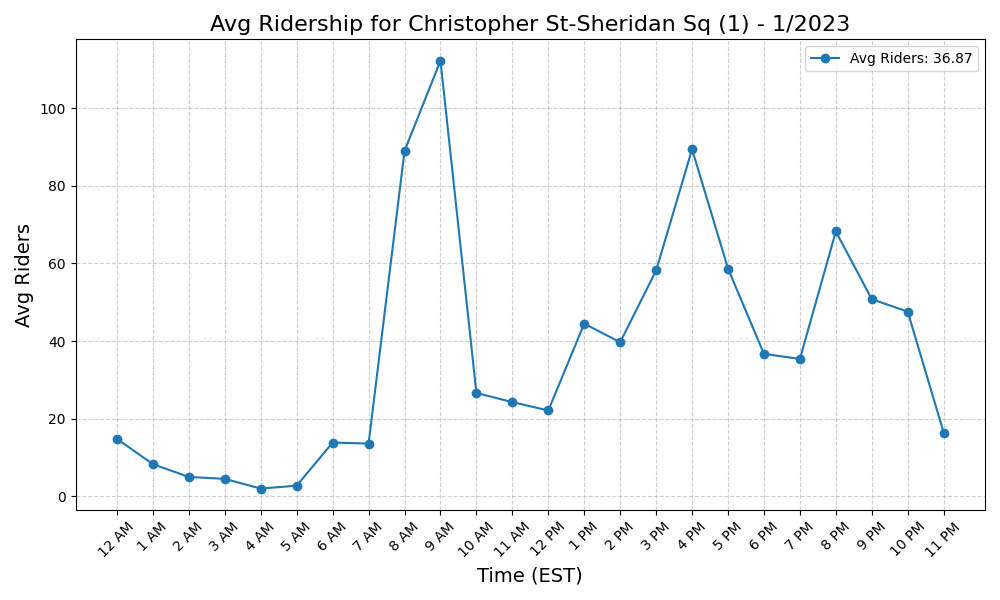 Avg Ridership for Christopher St-Sheridan Sq (1) - 1/2023
Avg Riders: 36.87
Avg Riders
100
80
60
40
20
0
12 AM
1 AM
2 AM
3 AM
4 AM
5 AM
6 AM
7 AM
8 AM
9 AM
10 AM
11 AM
12 PM
1 PM
2 PM
3 PM
4 PM
5 PM
6 PM
7 PM
8 PM
9 PM
10 PM
11 PM
Time (EST)